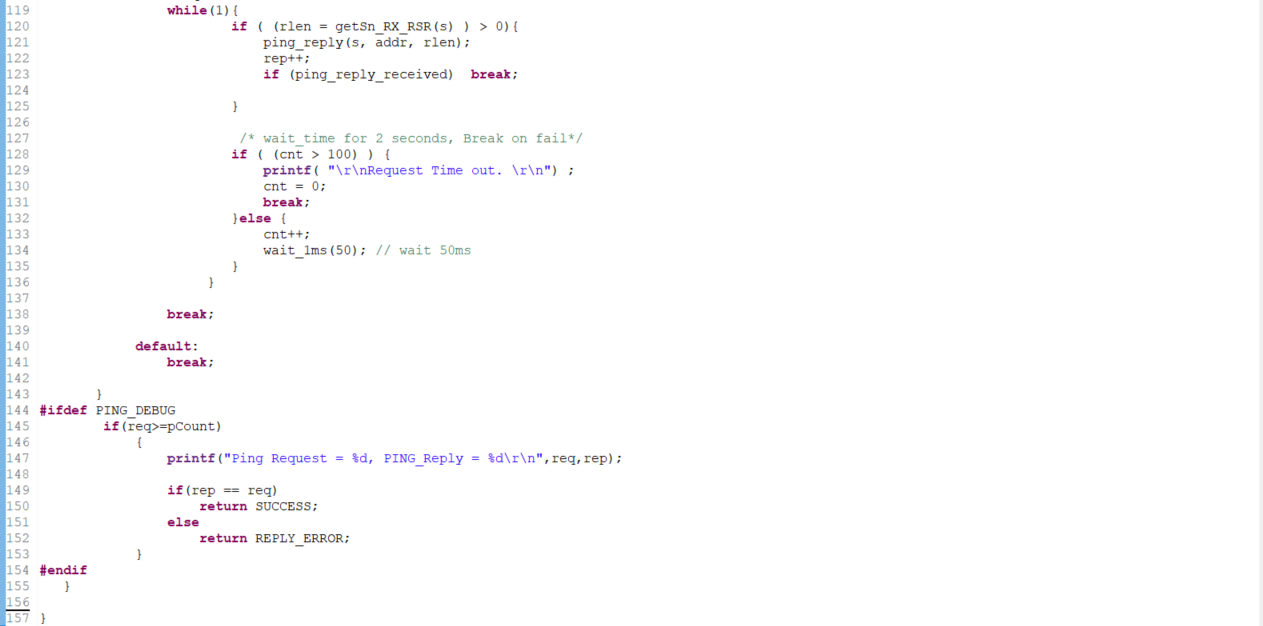 119 while(1){
120 if ( (rlen = getSn_RX_RSR(s) ) > 0){
121 ping_reply(s, addr, rlen);
122 rep++;
123 if (ping_reply_received)  break;
124
125 }
126
127 /* wait_time for 2 seconds, Break on fail*/
128 if ( (cnt > 100) ) {
129 printf( "\r\nRequest Time out. \r\n") ;
130 cnt = 0;
131 break;
132 }else {
133 cnt++;
134 wait_1ms(50); // wait 50ms
135 }
136 }
137
138 break;
139
140 default:
141 break;
142
143 }
144 #ifdef PING_DEBUG
145 if(req>=pCount)
146 {
147 printf("Ping Request = %d, PING_Reply = %d\r\n",req,rep);
148
149 if(rep == req)
150 return SUCCESS;
151 else
152 return REPLY_ERROR;
153 }
154 #endif
155 }
156
157 }